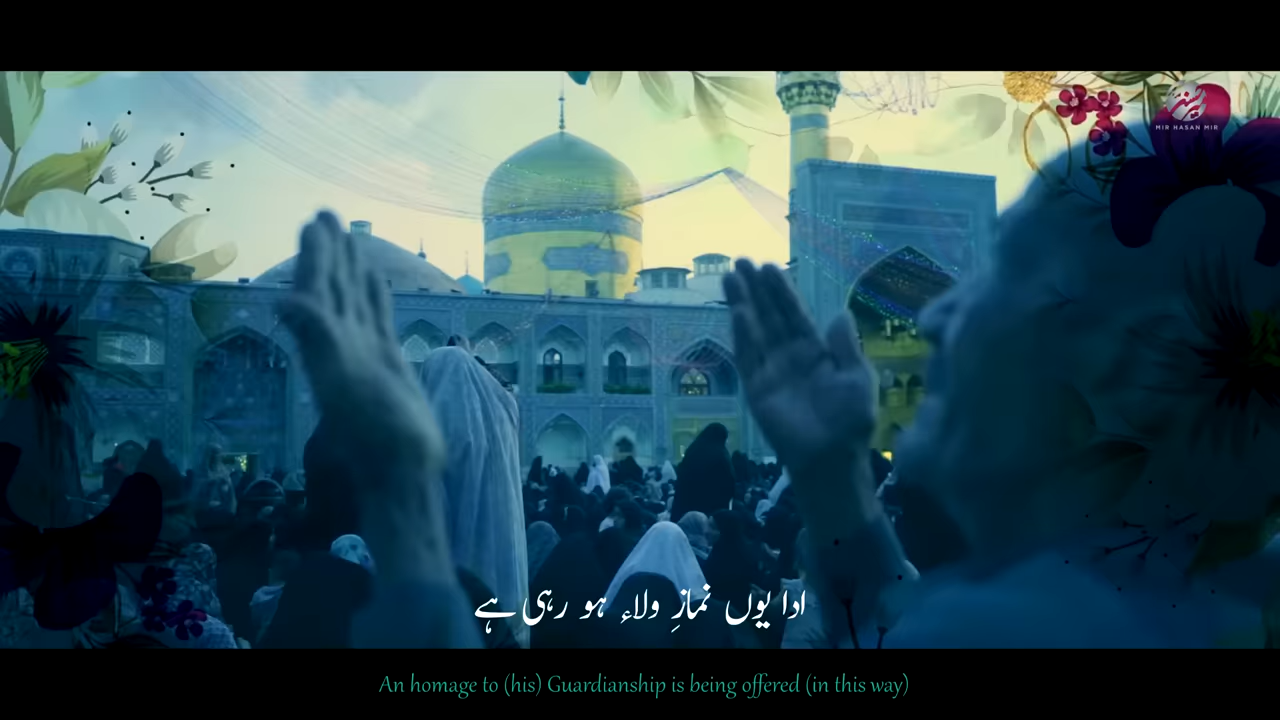 MIR HASAN MIR
ادا یوں نمازِ ولاء ہو رہی ہے
An homage to (his) Guardianship is being offered (in this way)